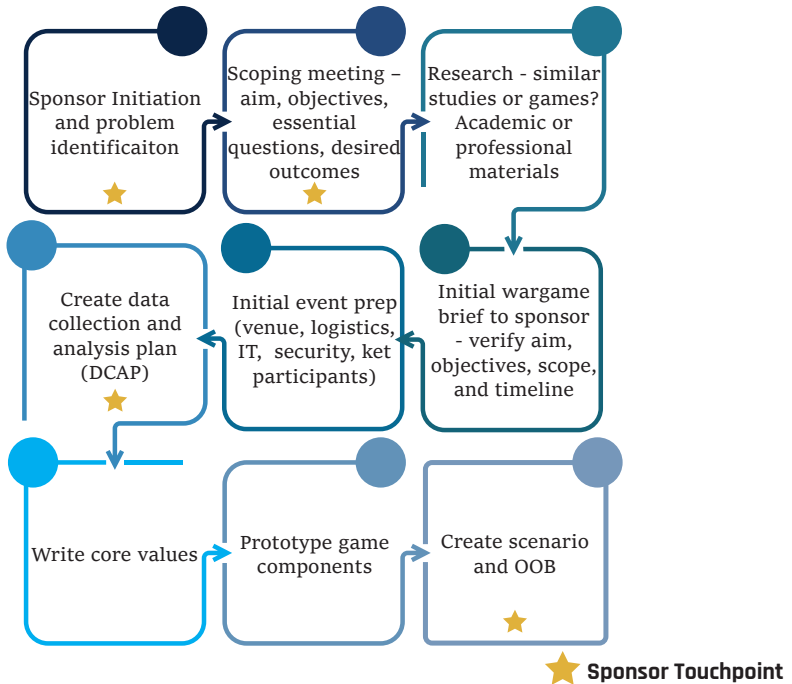 Sponsor Initiation
and problem
identificaiton
Scoping meeting –
aim, objectives,
essential
questions, desired
outcomes
Research - similar
studies or games?
Academic or
professional
materials
Initial wargame
brief to sponsor
- verify aim,
objectives, scope,
and timeline
Initial event prep
(venue, logistics,
IT, security, ket
participants)
Create data
collection and
analysis plan
(DCAP)
Write core values
Prototype game
components
Create scenario
and OOB
Sponsor Touchpoint